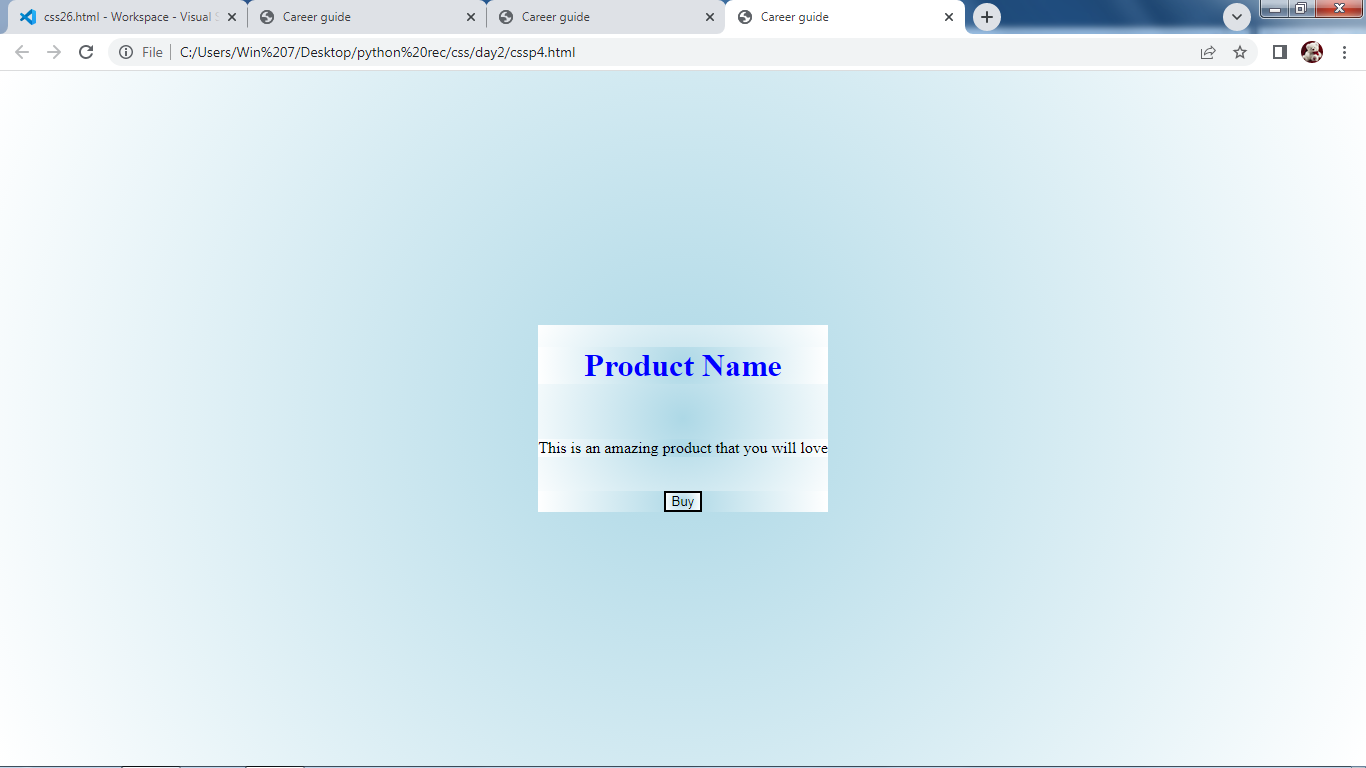 css26.html - Workspace - Visual S
Career guide
Career guide
Career guide
File
C:/Users/Win%207/Desktop/python%20rec/css/day2/cssp4.html
Product Name
This is an amazing product that you will love
Buy